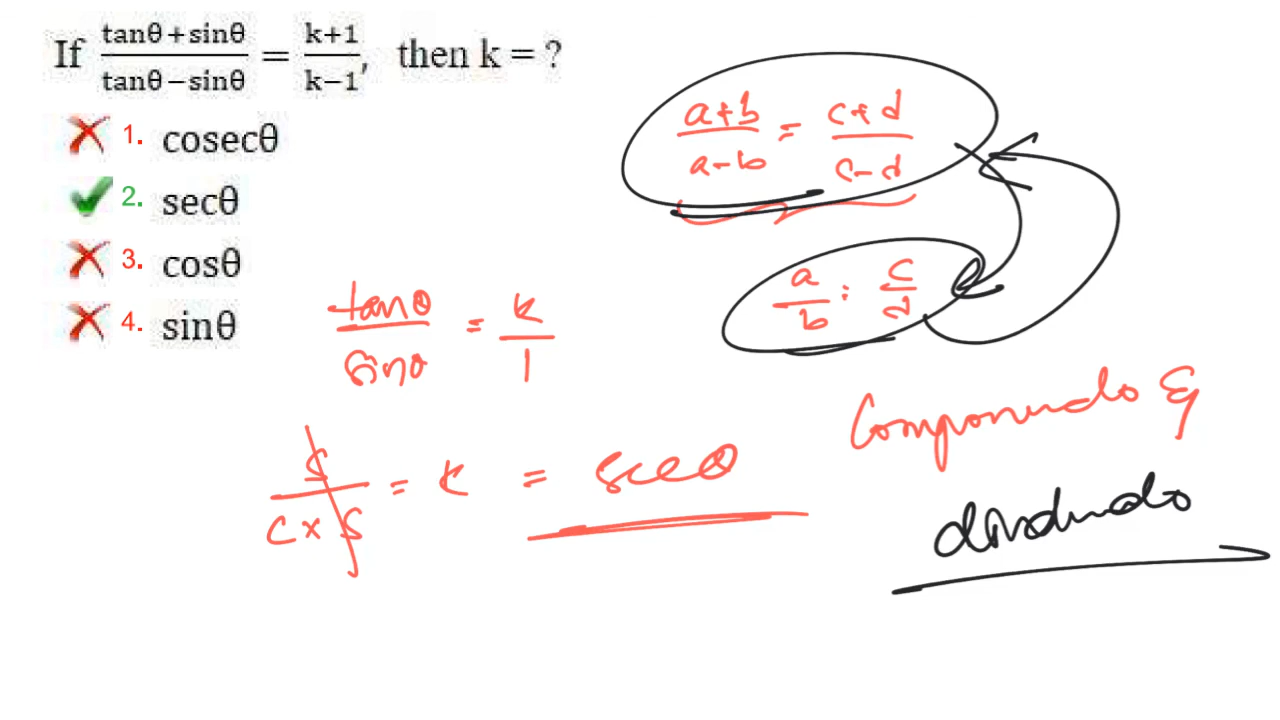 If (tanθ+sinθ)/(tanθ−sinθ) = (k+1)/(k−1), then k = ?
1. cosecθ
2. secθ
3. cosθ
4. sinθ
(a+b)/(a-b) = (c+d)/(c-d)
a/b : c/d
tanθ/sinθ = k/1
S/(C×S) = k = secθ
Componendo &
dividendo